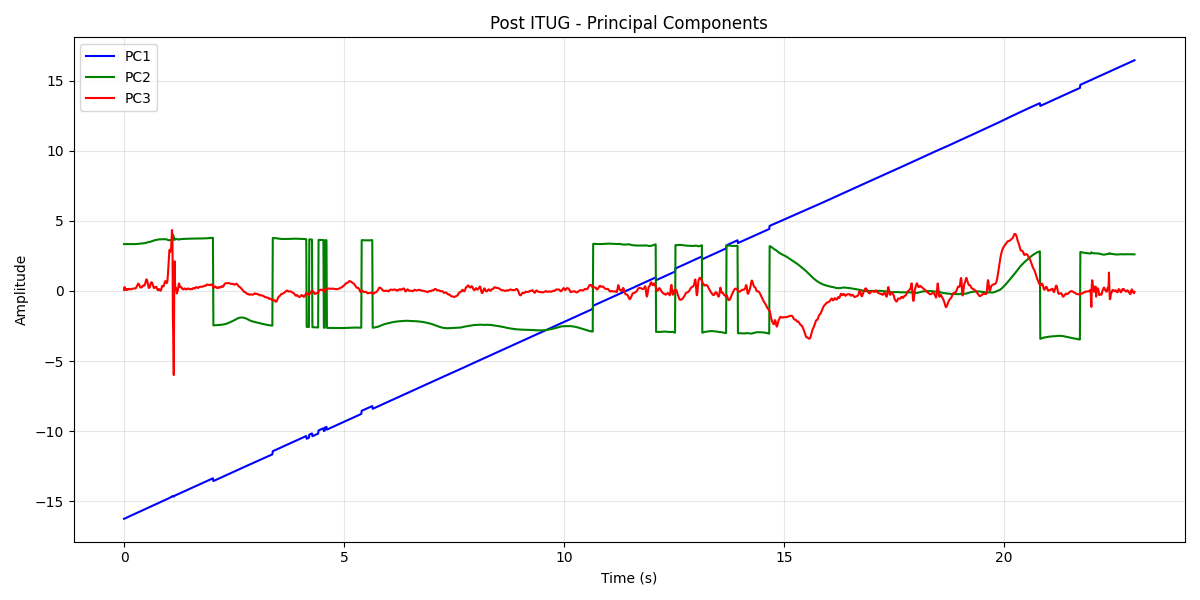 Post ITUG - Principal Components
PC1
PC2
PC3
Amplitude
15
10
5
0
−5
−10
−15
0 5 10 15 20
Time (s)